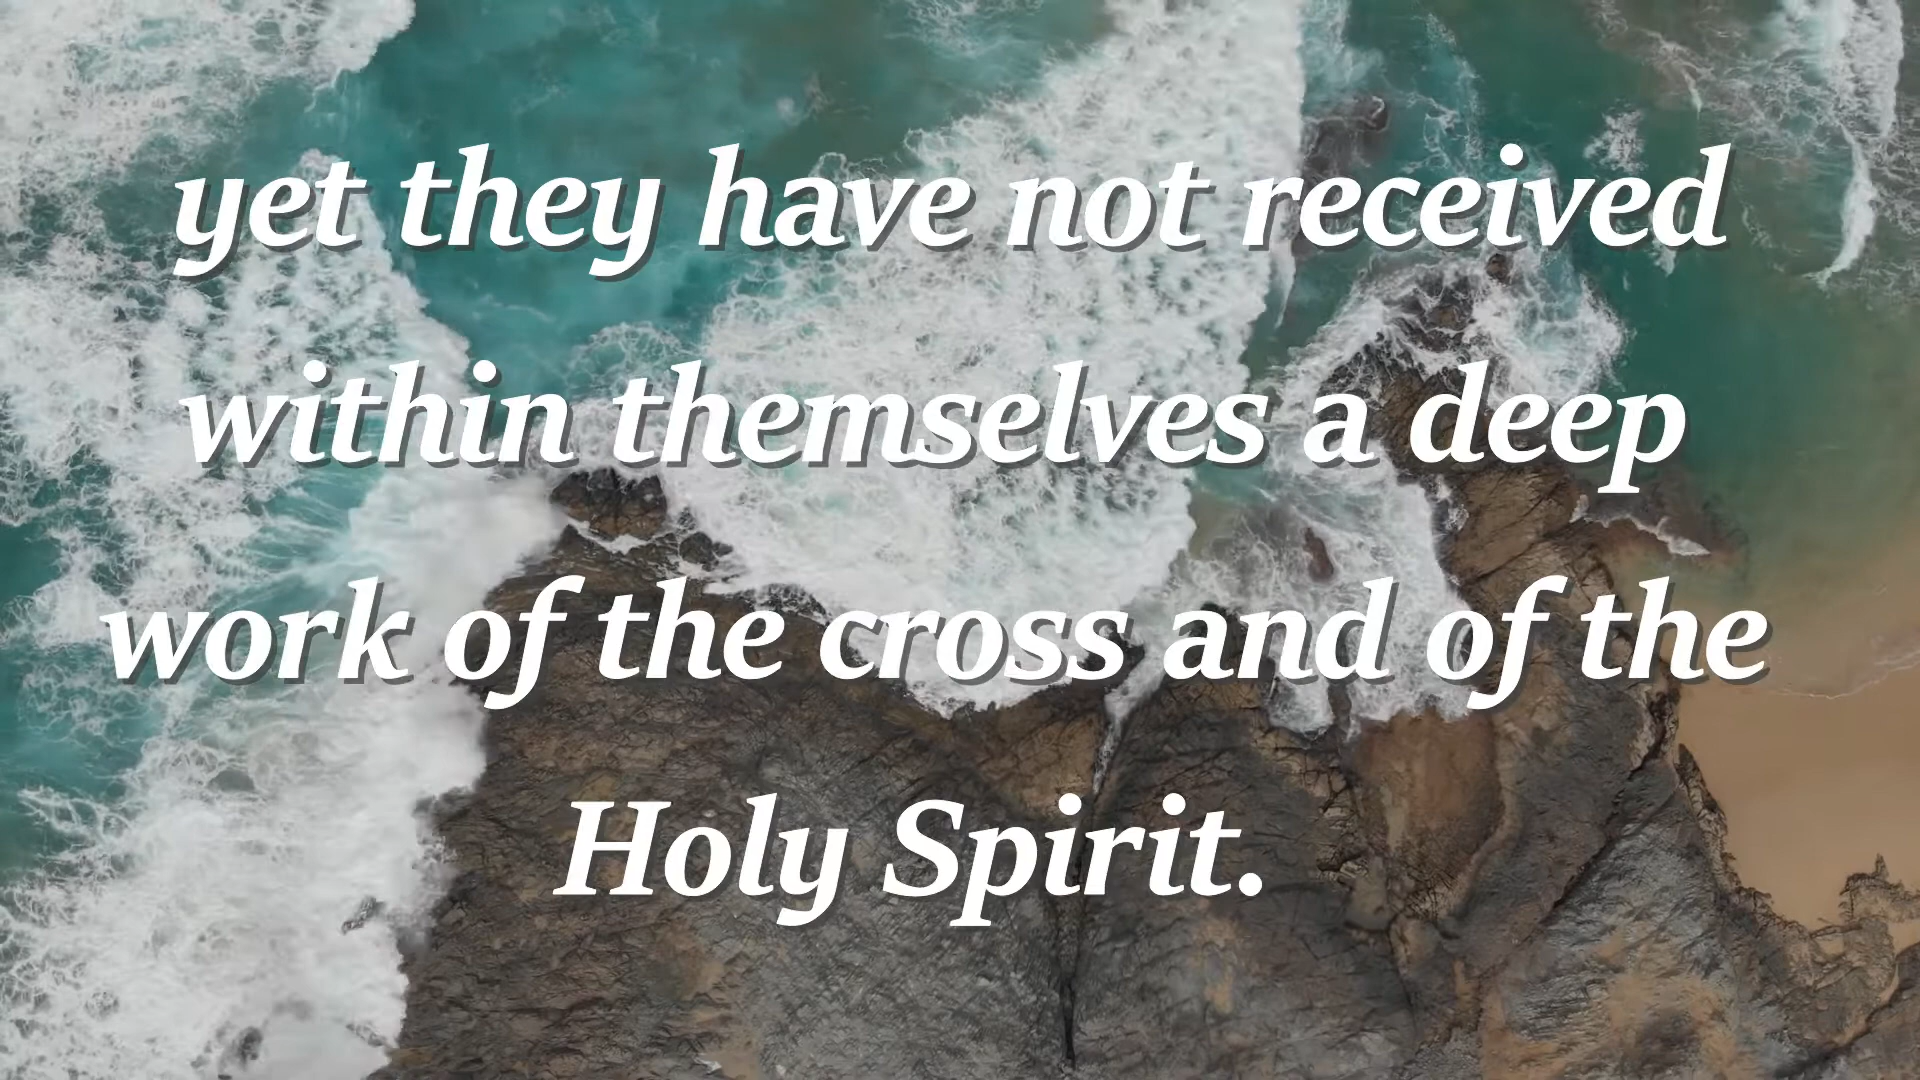 yet they have not received
within themselves a deep
work of the cross and of the
Holy Spirit.